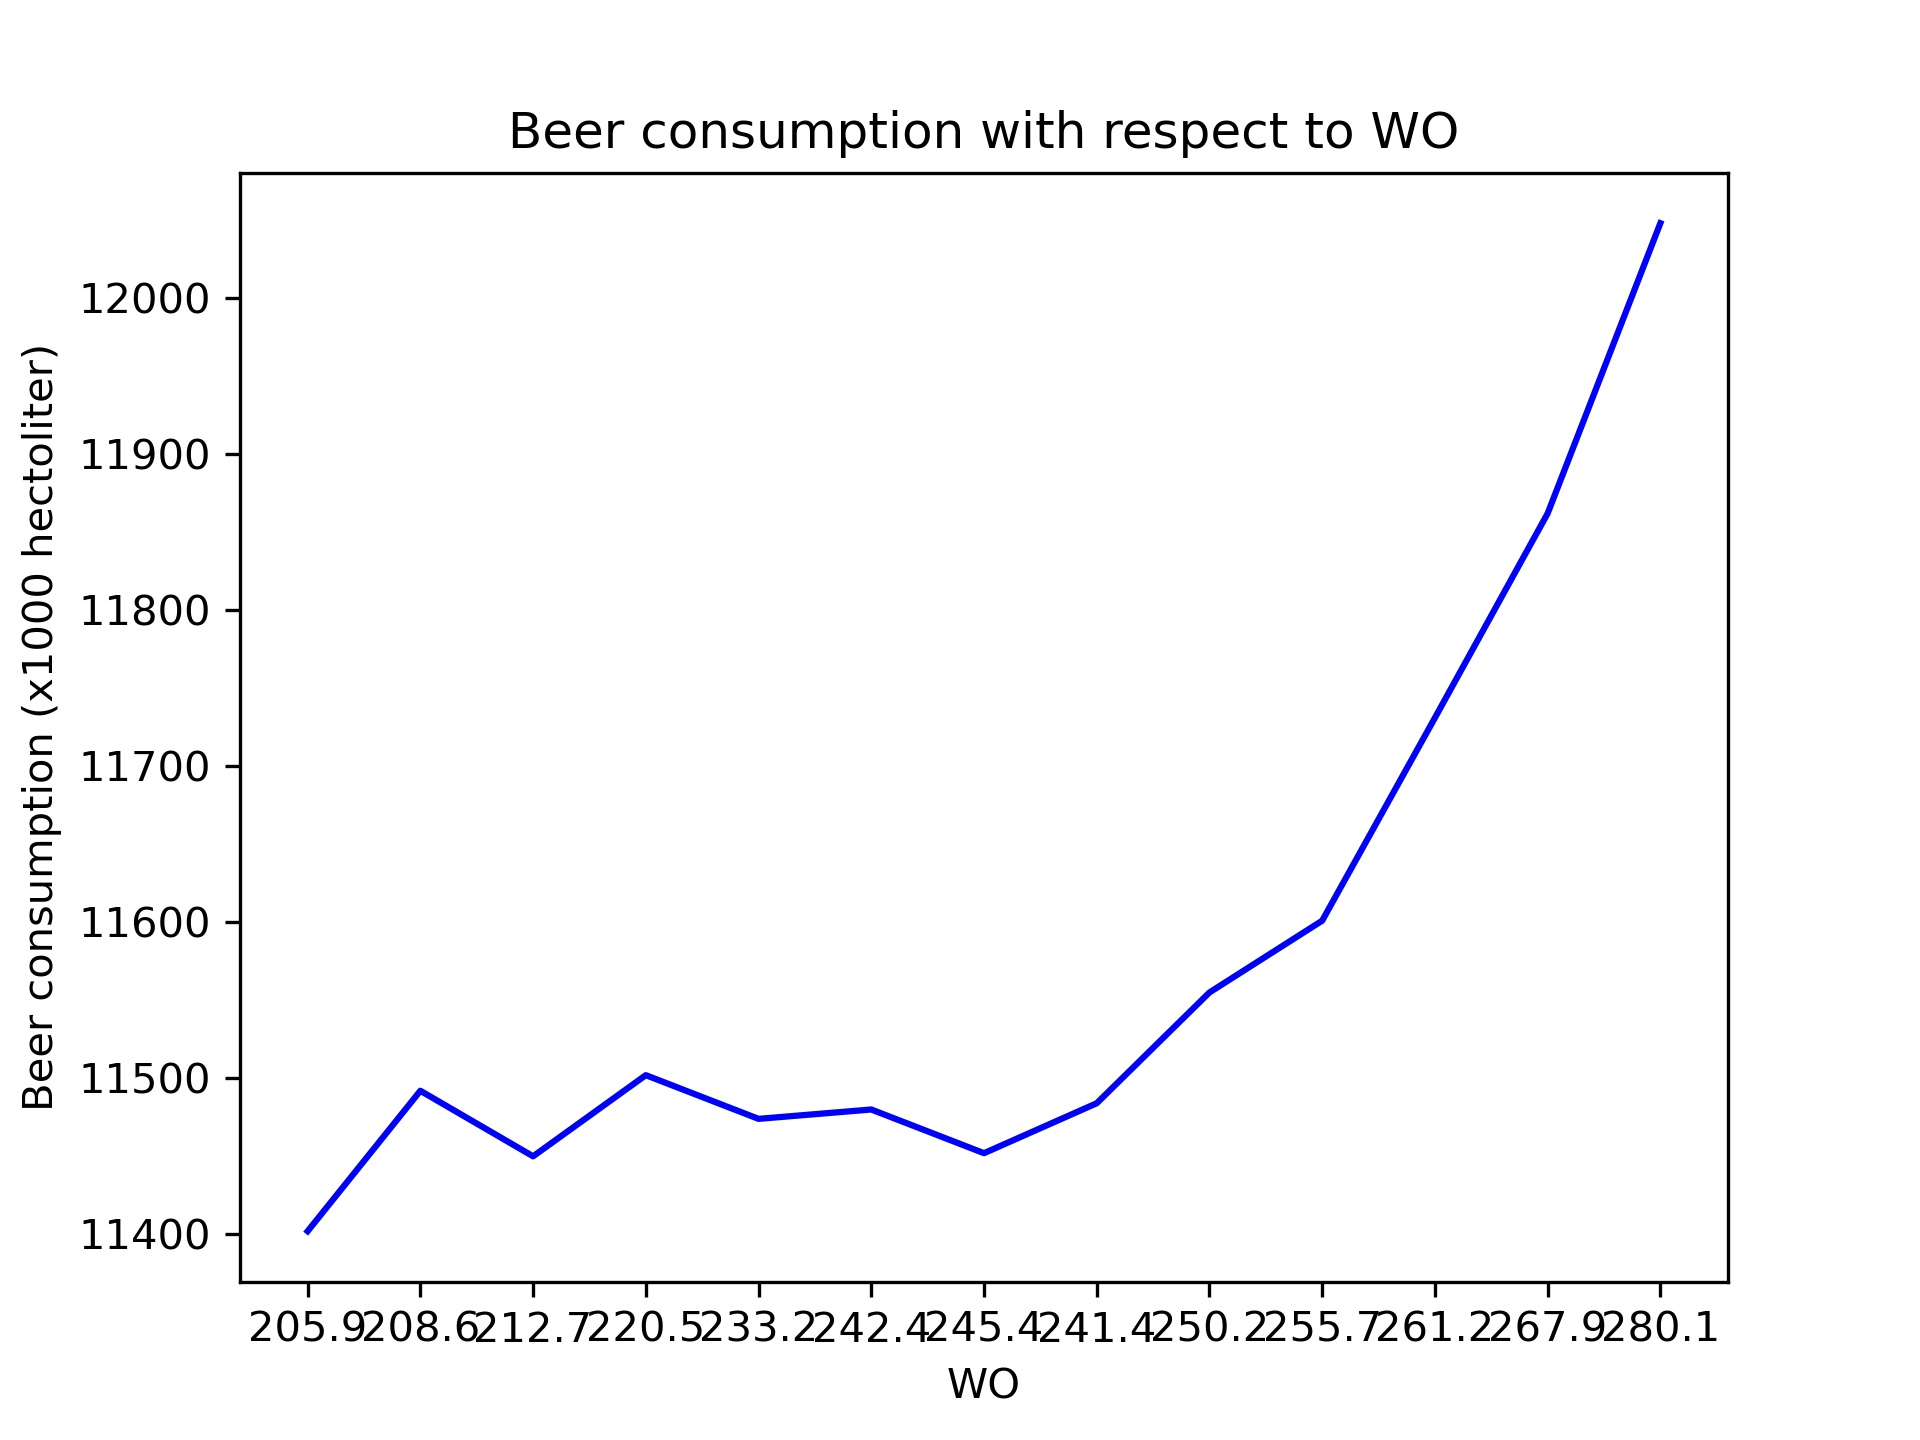 Beer consumption with respect to WO
Beer consumption (x1000 hectoliter)
12000
11900
11800
11700
11600
11500
11400
205.9 208.6 212.7 220.5 233.2 242.4 245.4 241.4 250.2 255.7 261.2 267.9 280.1
WO